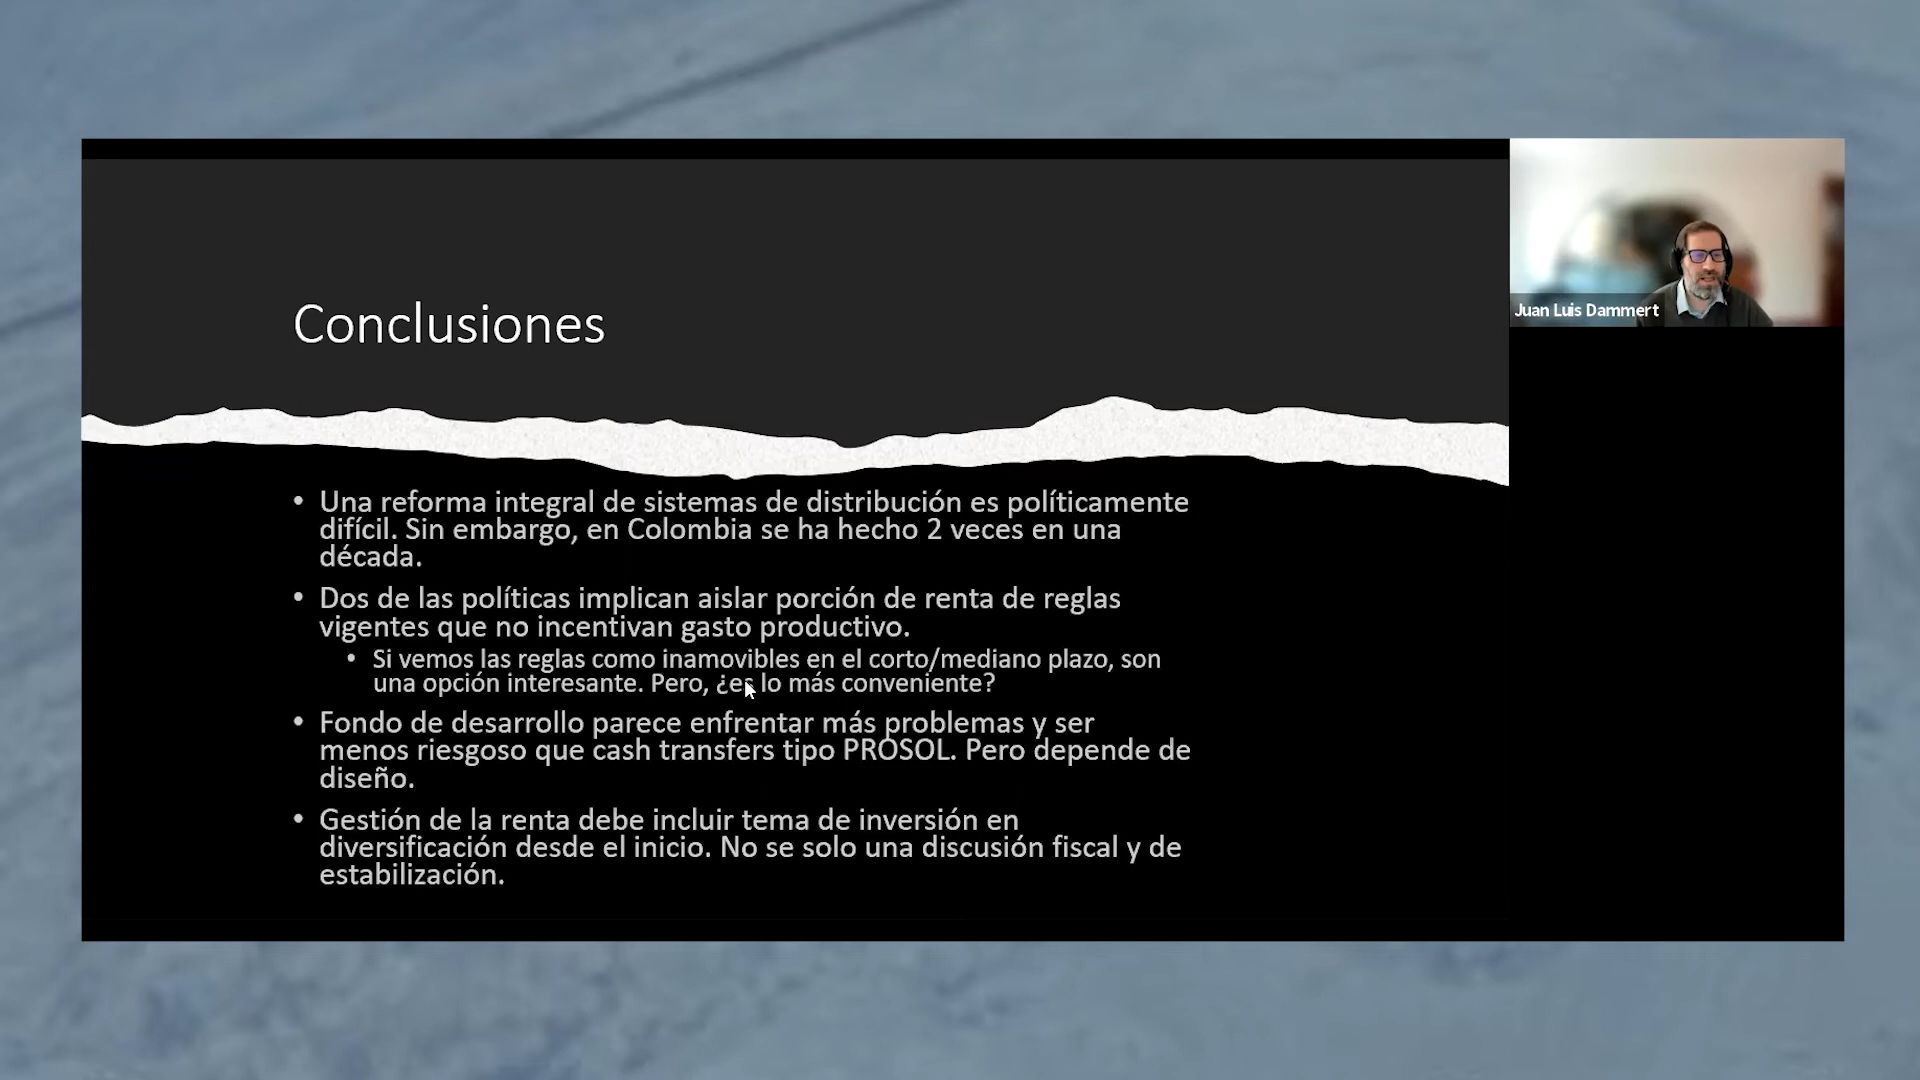 Conclusiones
Juan Luis Dammert
• Una reforma integral de sistemas de distribución es políticamente
difícil. Sin embargo, en Colombia se ha hecho 2 veces en una
década.
• Dos de las políticas implican aislar porción de renta de reglas
vigentes que no incentivan gasto productivo.
• Si vemos las reglas como inamovibles en el corto/mediano plazo, son
una opción interesante. Pero, ¿es lo más conveniente?
• Fondo de desarrollo parece enfrentar más problemas y ser
menos riesgoso que cash transfers tipo PROSOL. Pero depende de
diseño.
• Gestión de la renta debe incluir tema de inversión en
diversificación desde el inicio. No se solo una discusión fiscal y de
estabilización.